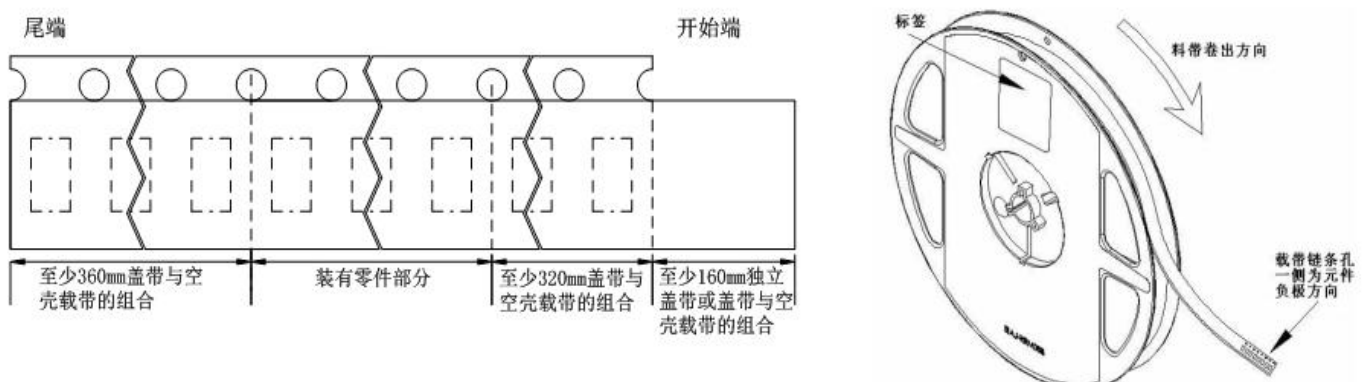 尾端
开始端
至少360mm盖带与空
壳载带的组合
装有零件部分
至少320mm盖带与
空壳载带的组合
至少160mm独立
盖带或盖带与空
壳载带的组合
标签
料带卷出方向
载带链条孔
一侧为元件
负极方向